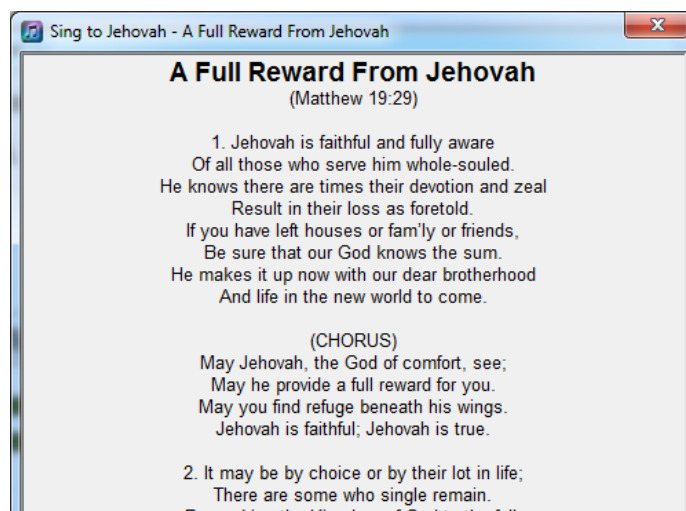 Sing to Jehovah - A Full Reward From Jehovah
A Full Reward From Jehovah
(Matthew 19:29)
1. Jehovah is faithful and fully aware
Of all those who serve him whole-souled.
He knows there are times their devotion and zeal
Result in their loss as foretold.
If you have left houses or fam'ly or friends,
Be sure that our God knows the sum.
He makes it up now with our dear brotherhood
And life in the new world to come.
(CHORUS)
May Jehovah, the God of comfort, see;
May he provide a full reward for you.
May you find refuge beneath his wings.
Jehovah is faithful; Jehovah is true.
2. It may be by choice or by their lot in life;
There are some who single remain.